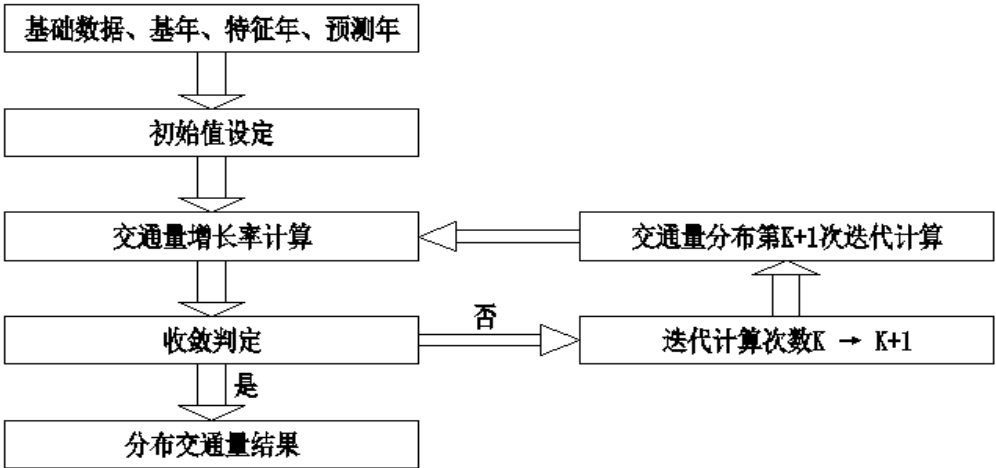 基础数据、基年、特征年、预测年
初始值设定
交通量增长率计算
交通量分布第K+1次迭代计算
收敛判定
否
迭代计算次数K → K+1
是
分布交通量结果